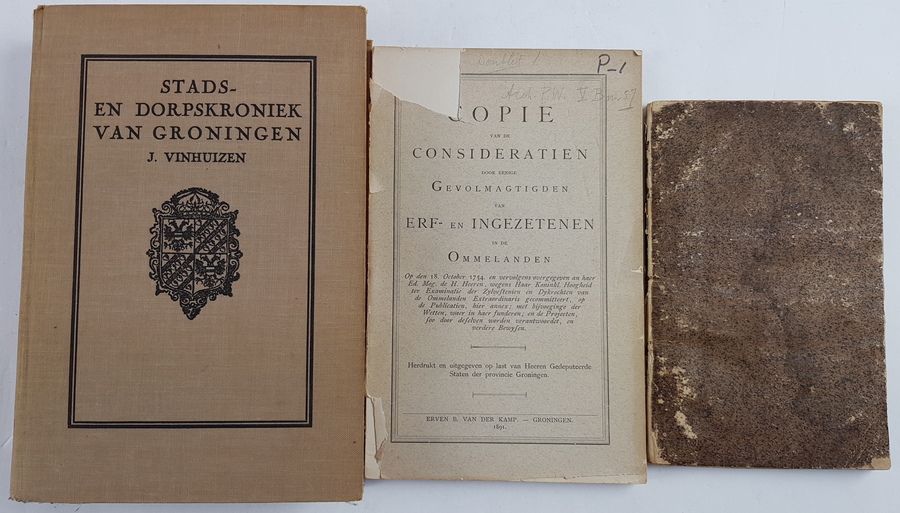 STADS-
EN DORPSKRONIEK
VAN GRONINGEN
J. VINHUIZEN
P-1
COPIE
VAN DE
CONSIDERATIEN
DOOR EENIGE
GEVOLMAGTIGDEN
VAN
ERF- EN INGEZETENEN
IN DE
OMMELANDEN
Op den 18. October 1754. en vervolgens overgegeven an haer
Ed. Mog. de H. Heeren, wegens Haar Koninkl. Hoogheid
ter Examinatie der Zylvestenien en Dykrechten van
de Ommelanden Extraordinaris gecommitteert, op
de Publicatien, hier annex; met bijvoeginge der
Wetten, waer in haer funderen; en de Projecten,
soo door deselven worden verantwoordet, en
verdere Bewysen.
Herdrukt en uitgegeven op last van Heeren Gedeputeerde
Staten der provincie Groningen.
ERVEN B. VAN DER KAMP. — GRONINGEN.
1891.